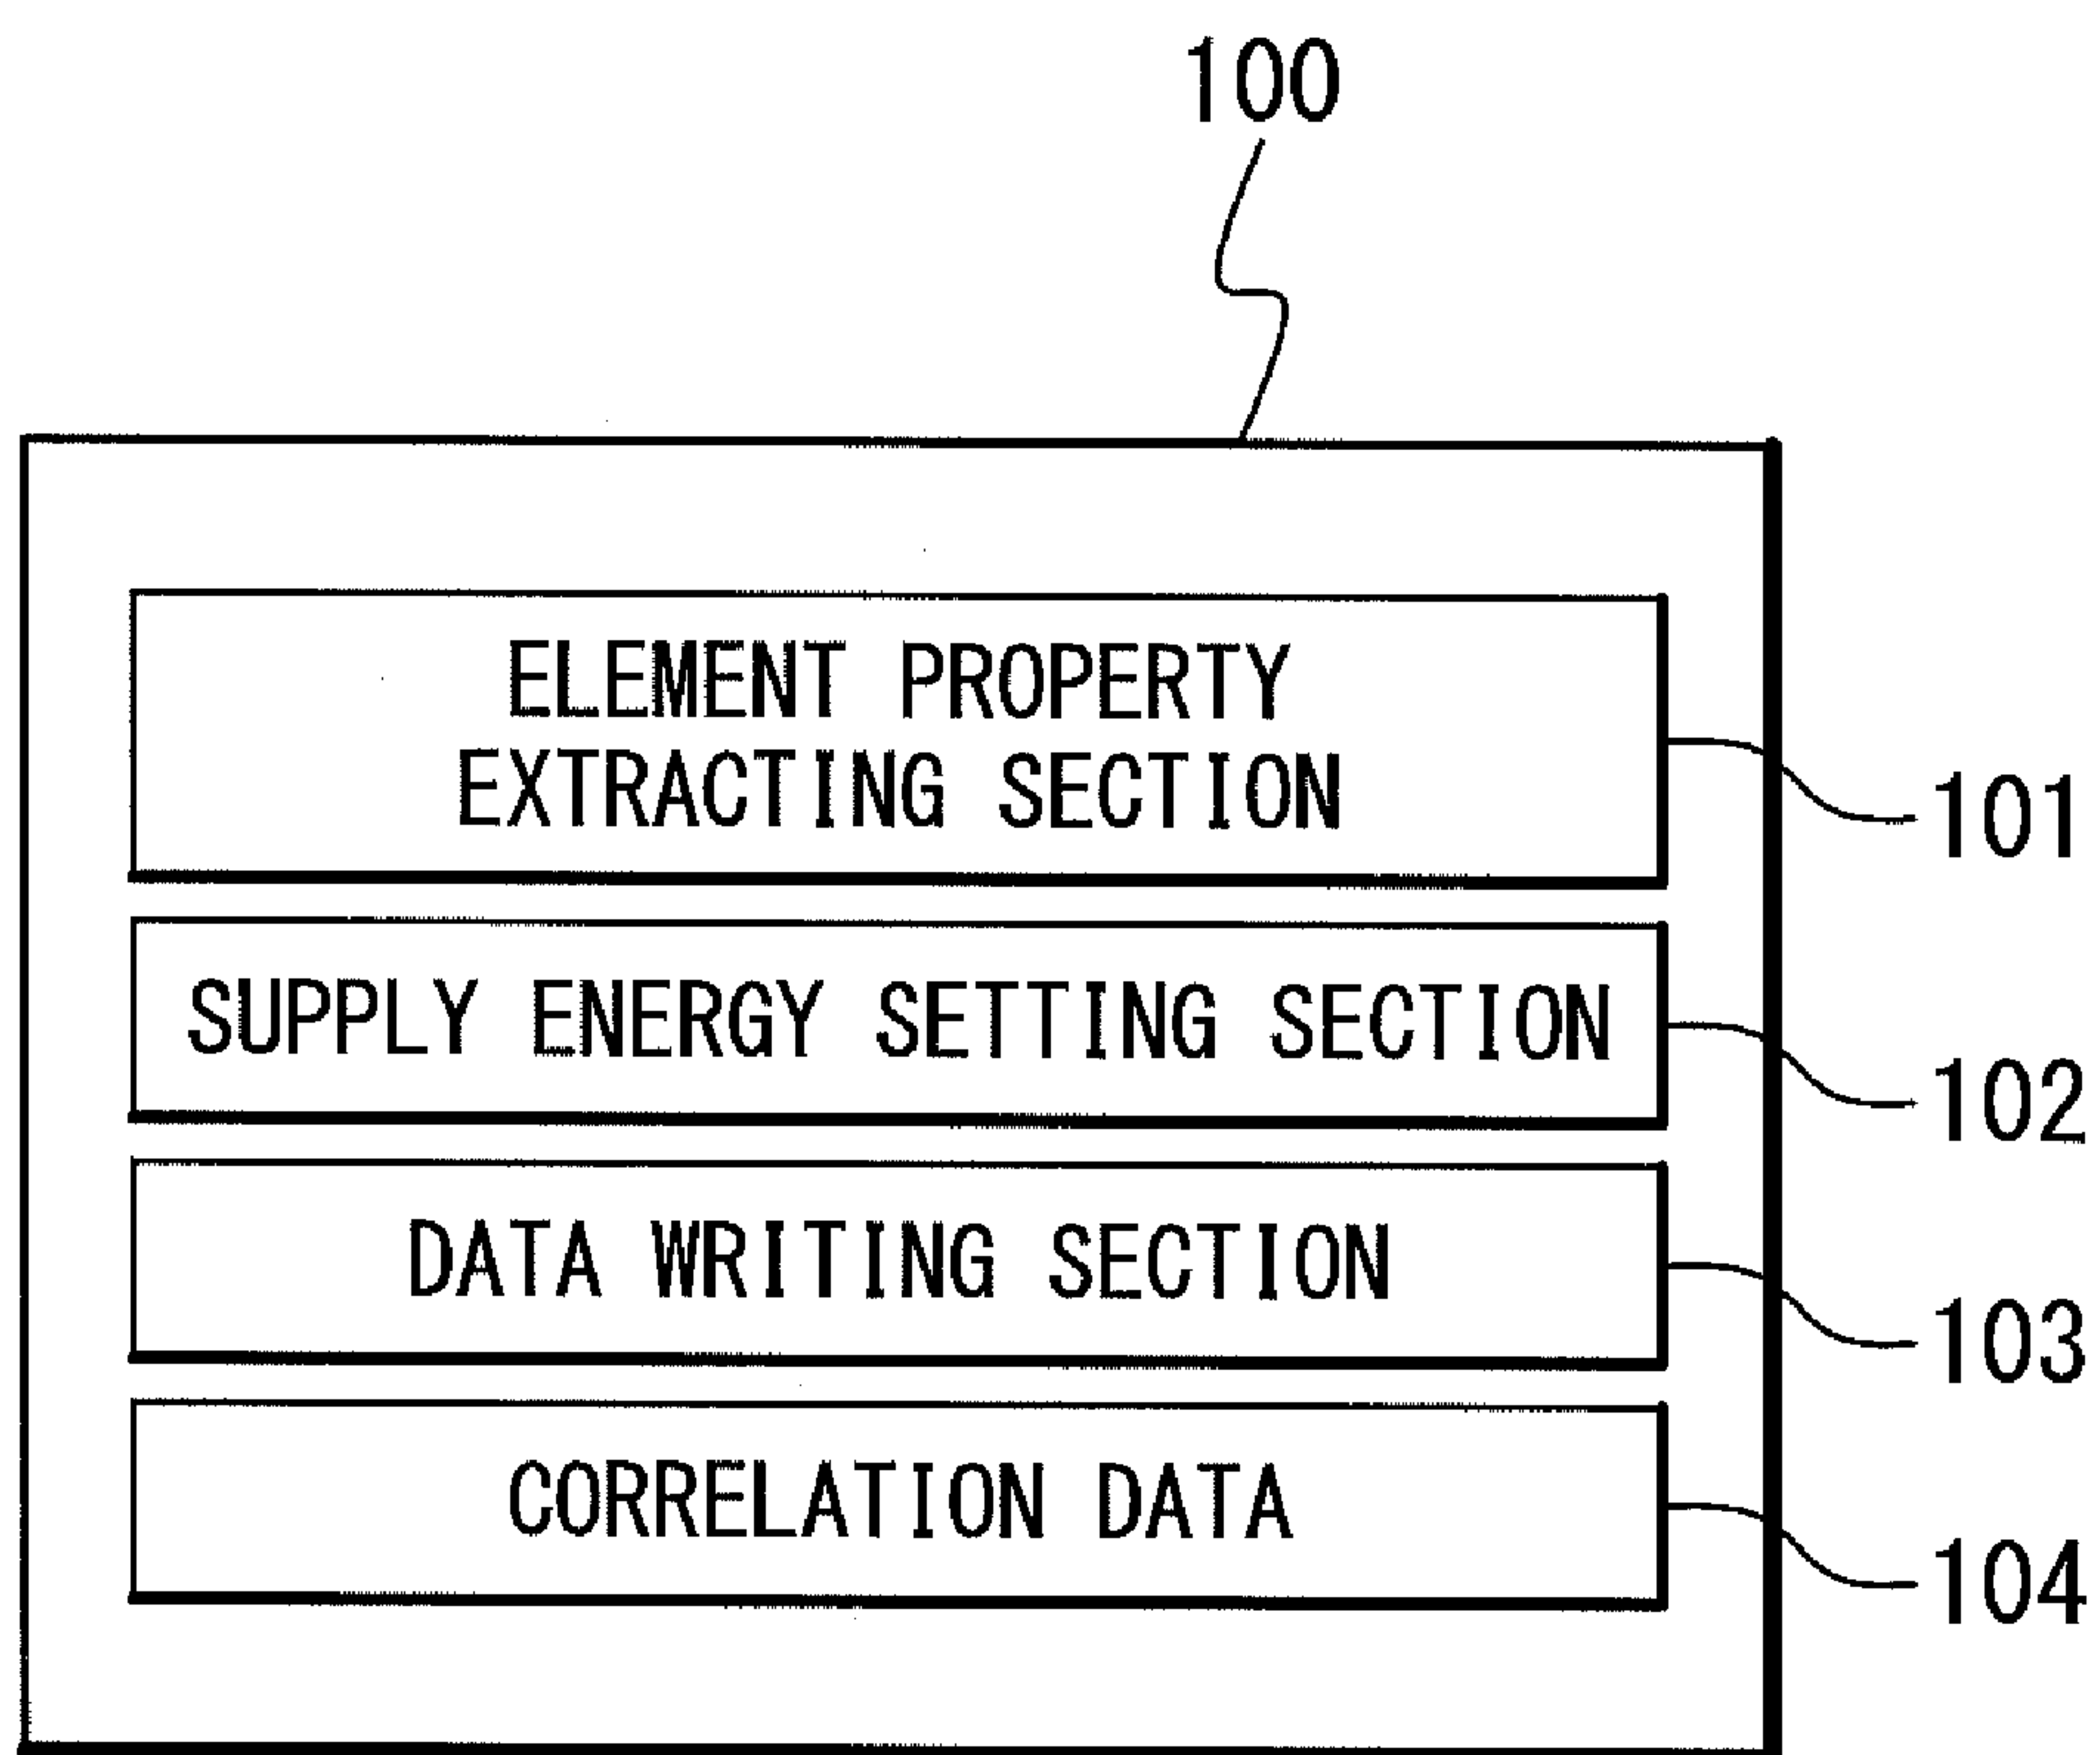 100
ELEMENT PROPERTY
EXTRACTING SECTION
101
SUPPLY ENERGY SETTING SECTION
102
DATA WRITING SECTION
103
CORRELATION DATA
104